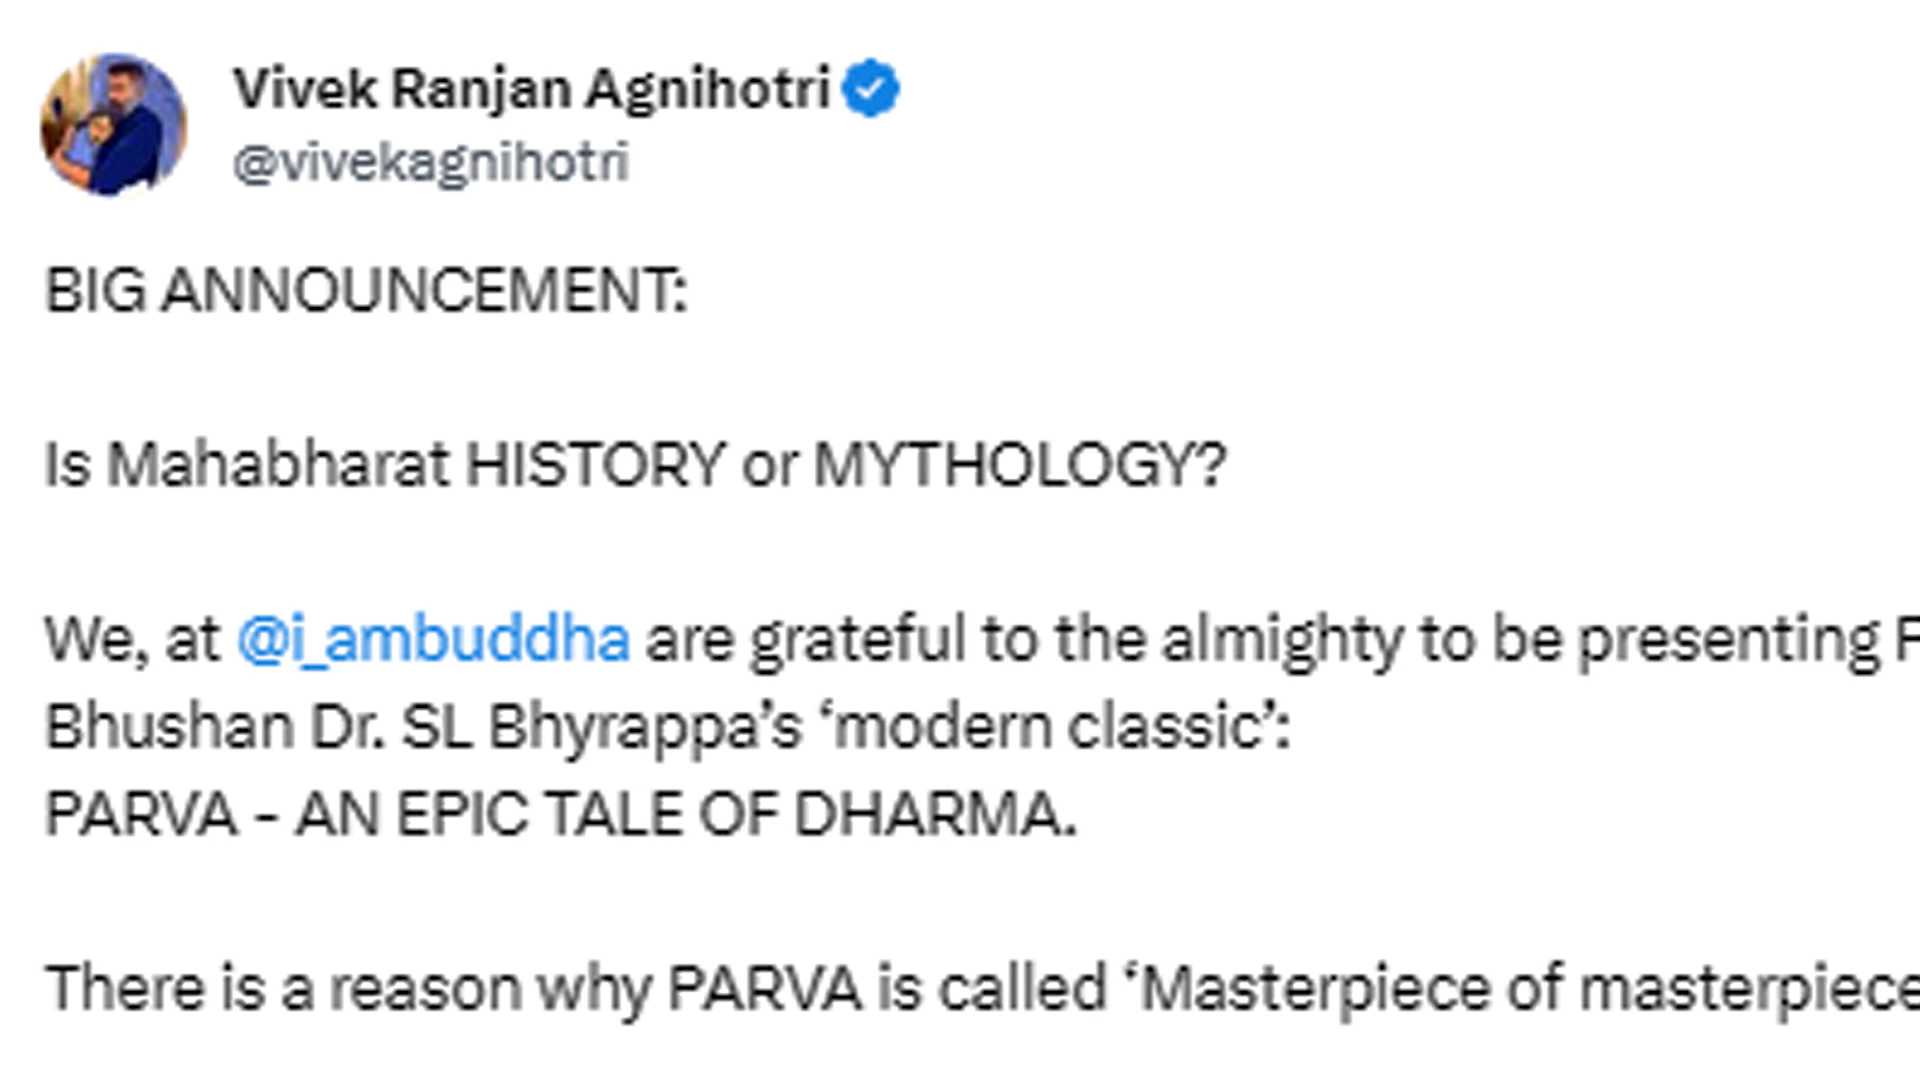 Vivek Ranjan Agnihotri
@vivekagnihotri
BIG ANNOUNCEMENT:
Is Mahabharat HISTORY or MYTHOLOGY?
We, at @i_ambuddha are grateful to the almighty to be presenting
Bhushan Dr. SL Bhyrappa’s ‘modern classic’:
PARVA - AN EPIC TALE OF DHARMA.
There is a reason why PARVA is called ‘Masterpiece of masterpiece